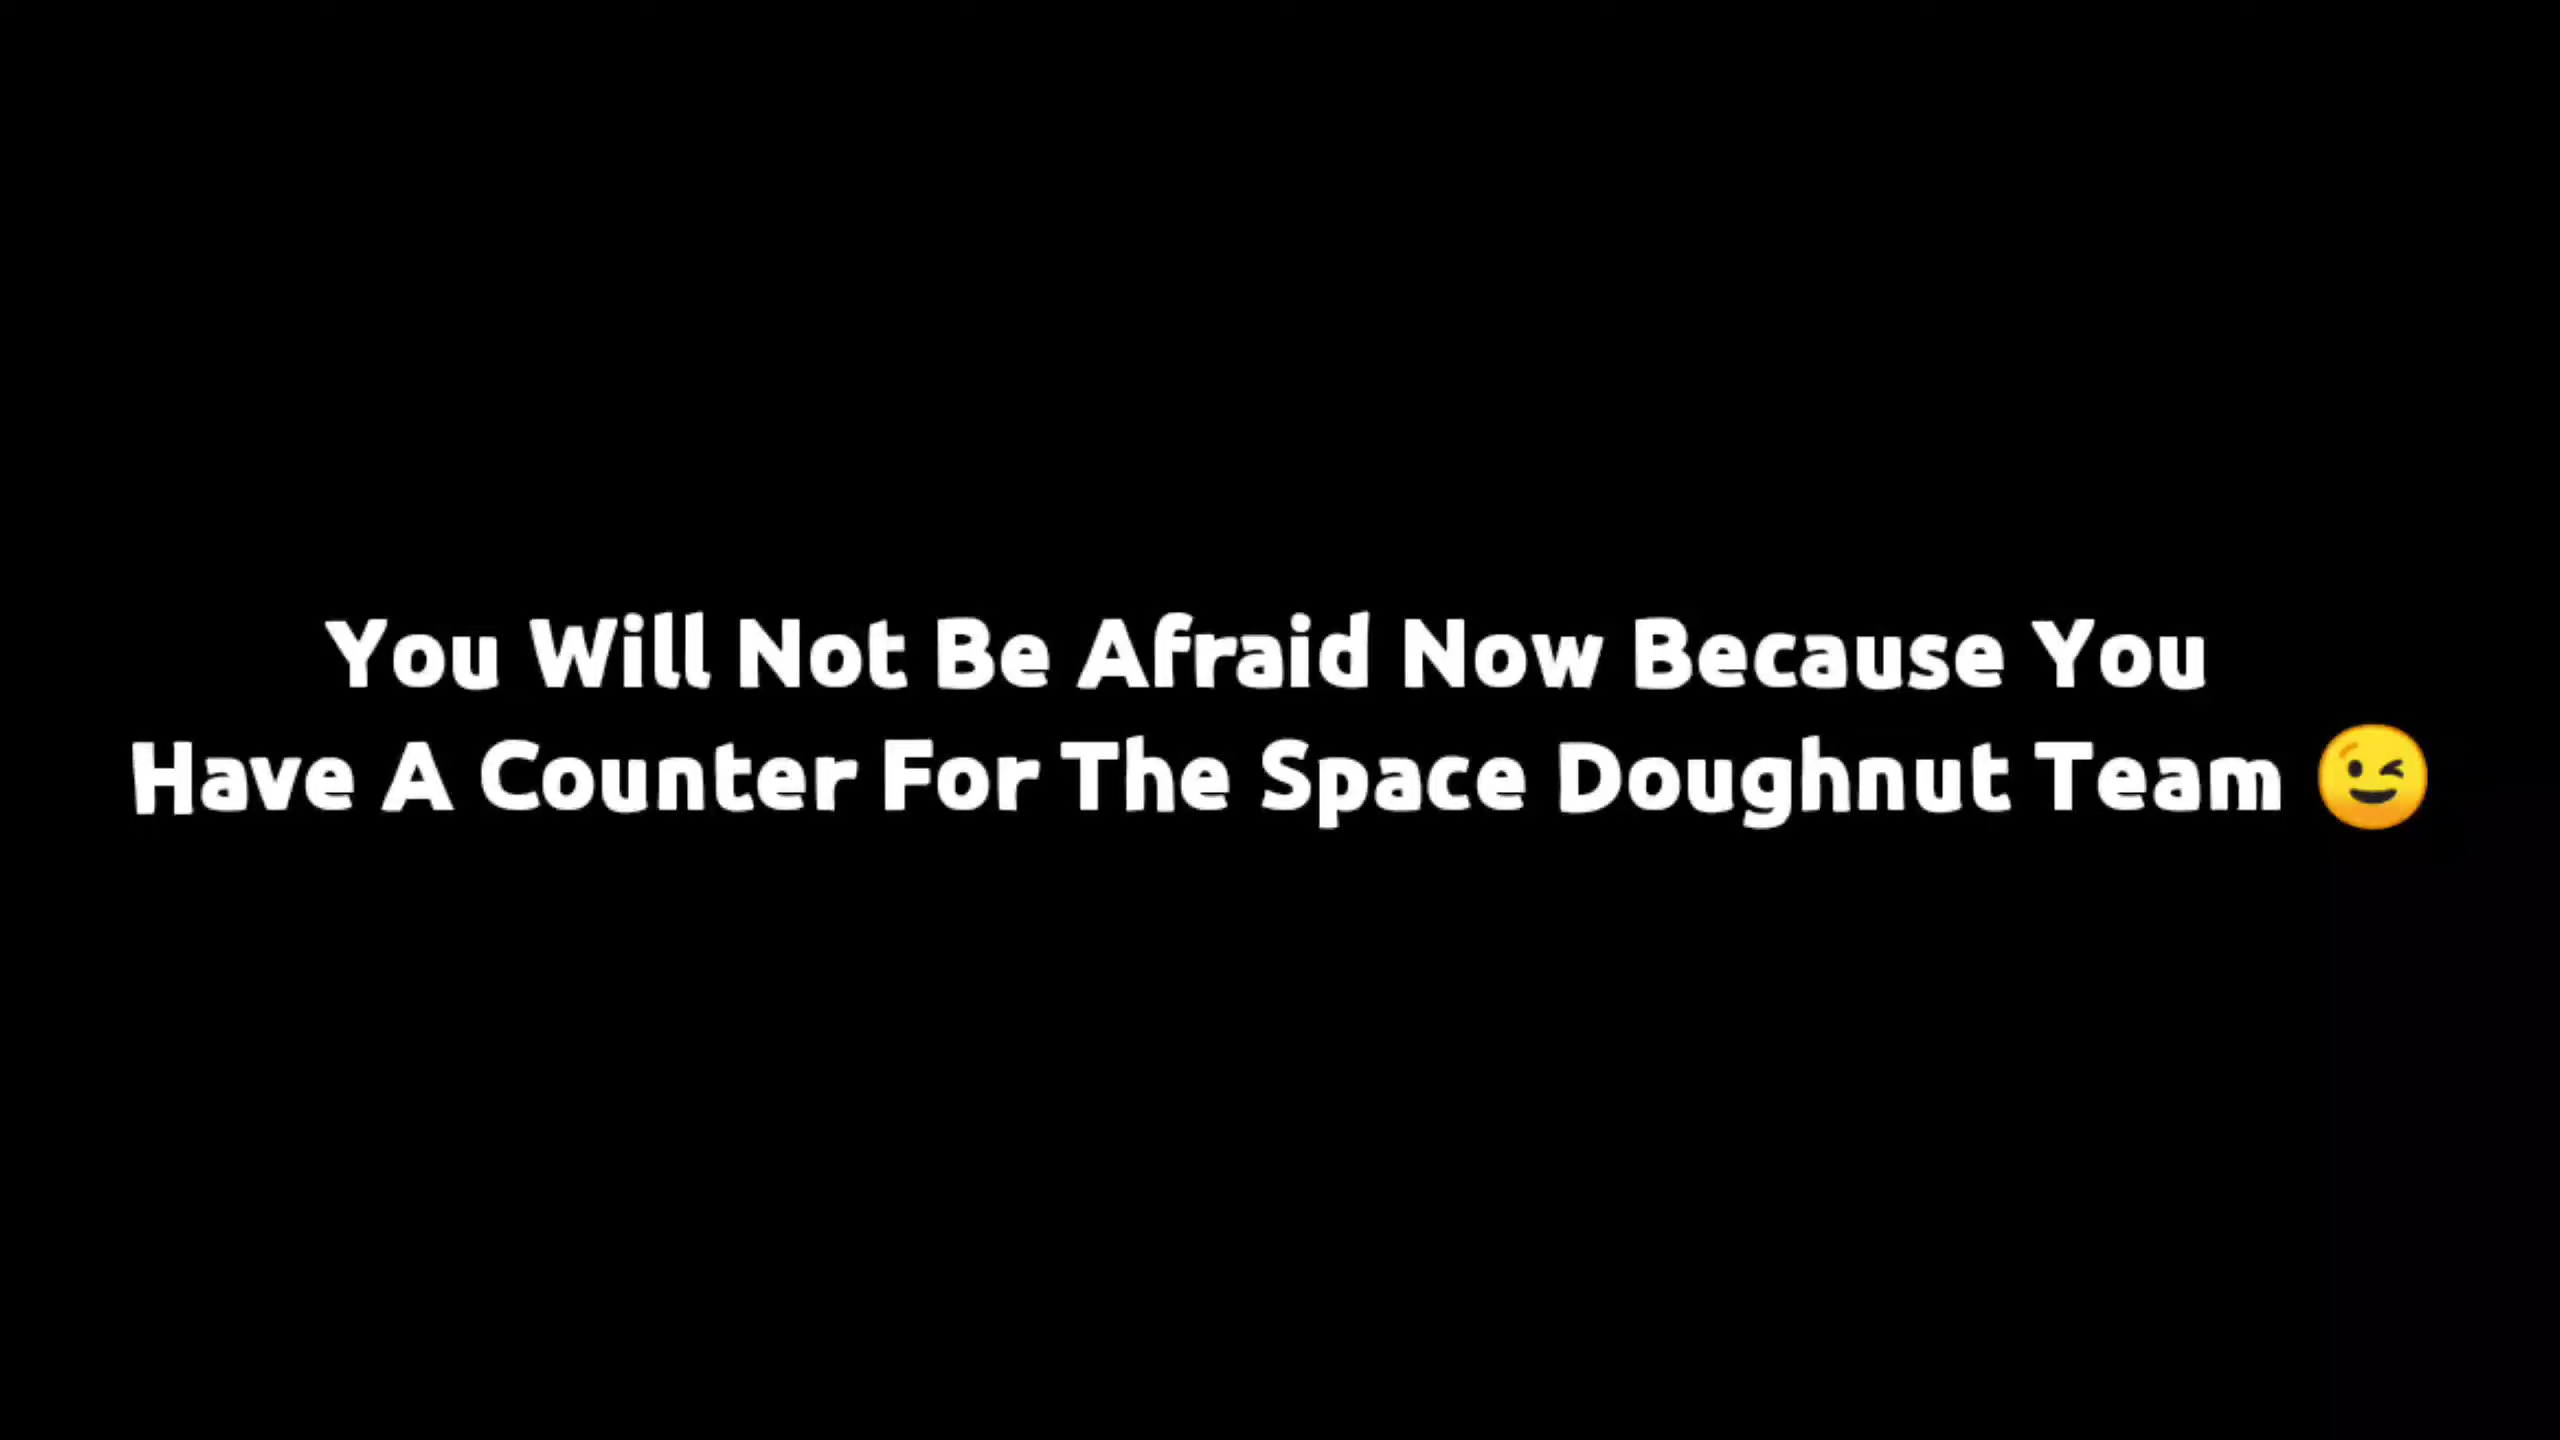 You Will Not Be Afraid Now Because You
Have A Counter For The Space Doughnut Team 😉